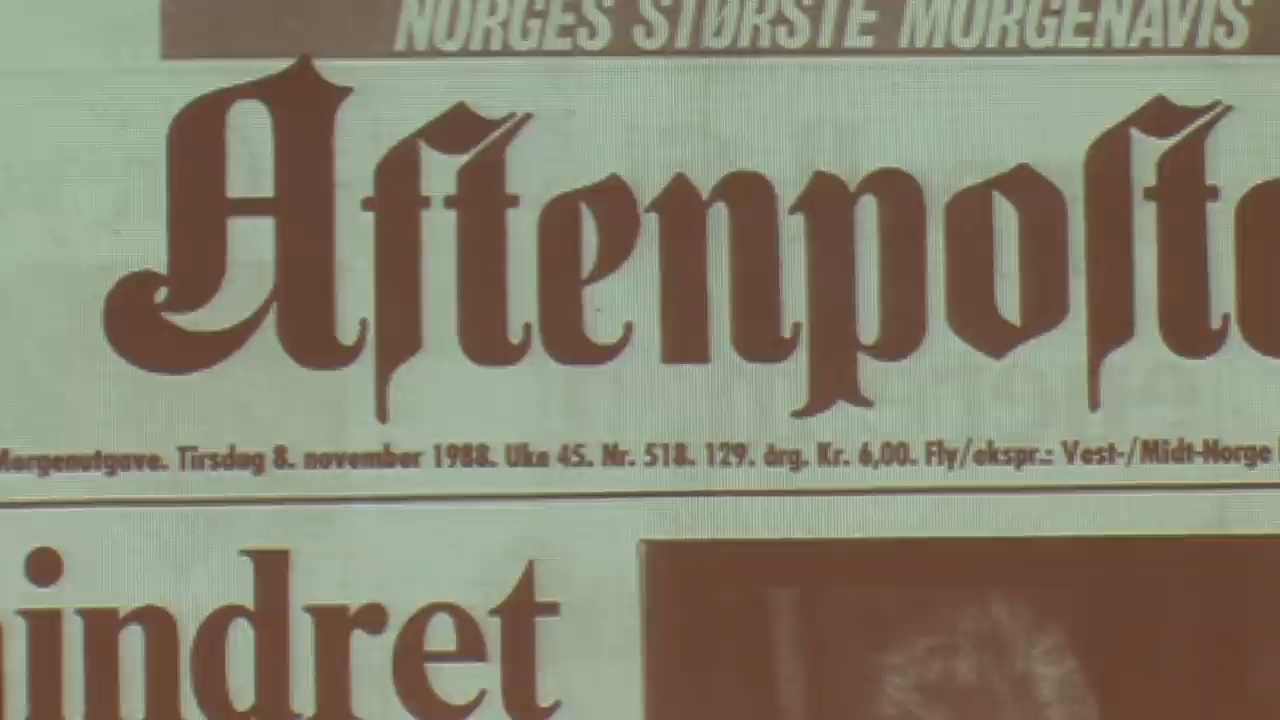 NORGES STØRSTE MORGENAVIS
Aftenposte
Morgenutgave. Tirsdag 8. november 1988. Uke 45. Nr. 518. 129. årg. Kr. 6,00. Fly/ekspr.: Vest-/Midt-Norge
indret